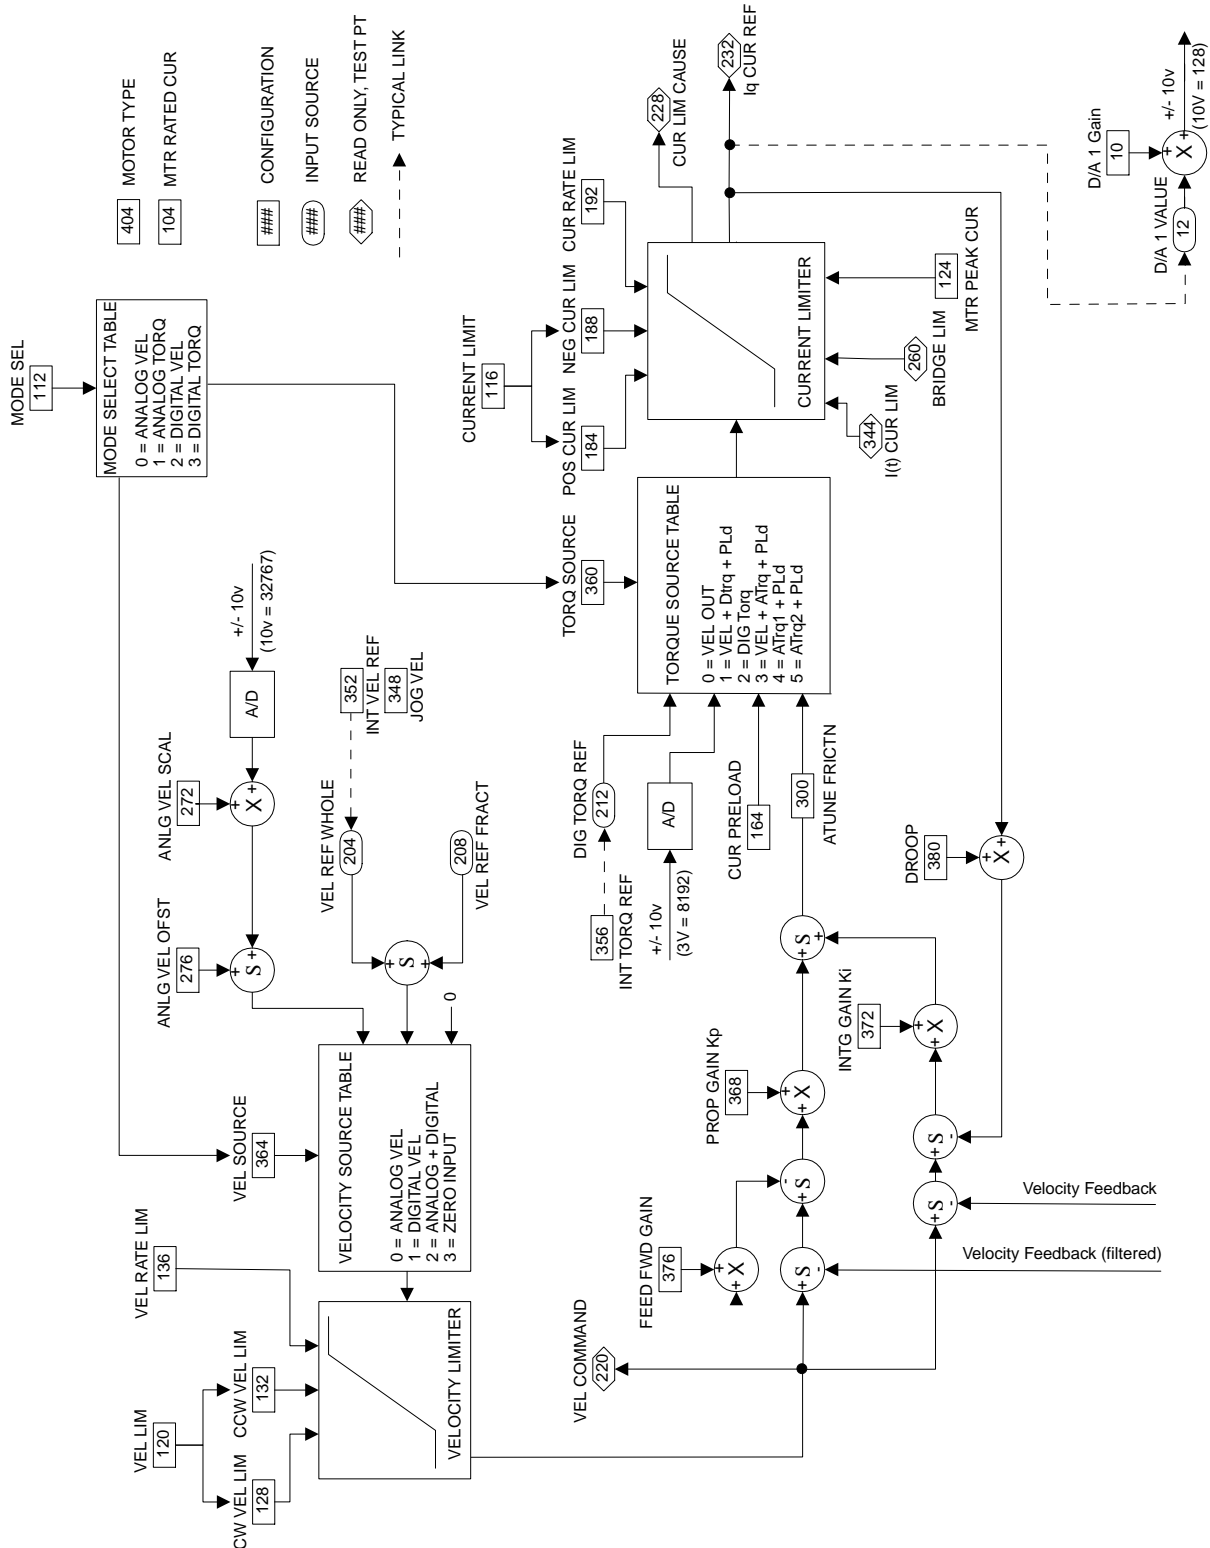 MODE SEL
112
MODE SELECT TABLE
0 = ANALOG VEL
1 = ANALOG TORQ
2 = DIGITAL VEL
3 = DIGITAL TORQ
404
MOTOR TYPE
104
MTR RATED CUR
###
CONFIGURATION
###
INPUT SOURCE
###
READ ONLY, TEST PT
TYPICAL LINK
VEL LIM
120
CW VEL LIM
128
CCW VEL LIM
132
VEL RATE LIM
136
VELOCITY LIMITER
VEL SOURCE
364
VELOCITY SOURCE TABLE
0 = ANALOG VEL
1 = DIGITAL VEL
2 = ANALOG + DIGITAL
3 = ZERO INPUT
0
ANLG VEL OFST
276
+
S
+
ANLG VEL SCAL
272
+
X
+
A/D
+/- 10v
(10v = 32767)
VEL REF WHOLE
204
352
INT VEL REF
348
JOG VEL
208
VEL REF FRACT
+
S
+
TORQ SOURCE
360
TORQUE SOURCE TABLE
0 = VEL OUT
1 = VEL + Dtrq + PLd
2 = DIG Torq
3 = VEL + ATrq + PLd
4 = ATrq1 + PLd
5 = ATrq2 + PLd
DIG TORQ REF
212
356
INT TORQ REF
A/D
+/- 10v
(3V = 8192)
CUR PRELOAD
164
300
ATUNE FRICTN
CURRENT LIMIT
116
POS CUR LIM
184
NEG CUR LIM
188
CUR RATE LIM
192
CURRENT LIMITER
344
I(t) CUR LIM
260
BRIDGE LIM
124
MTR PEAK CUR
228
CUR LIM CAUSE
232
Iq CUR REF
D/A 1 Gain
10
D/A 1 VALUE
12
+
X
+
+/- 10v
(10V = 128)
VEL COMMAND
220
FEED FWD GAIN
376
+
+
X
+
S
-
+
S
-
PROP GAIN Kp
368
+
+
X
+
S
+
INTG GAIN Ki
372
+
+
X
+
S
-
+
S
-
DROOP
380
+
X
+
Velocity Feedback
Velocity Feedback (filtered)